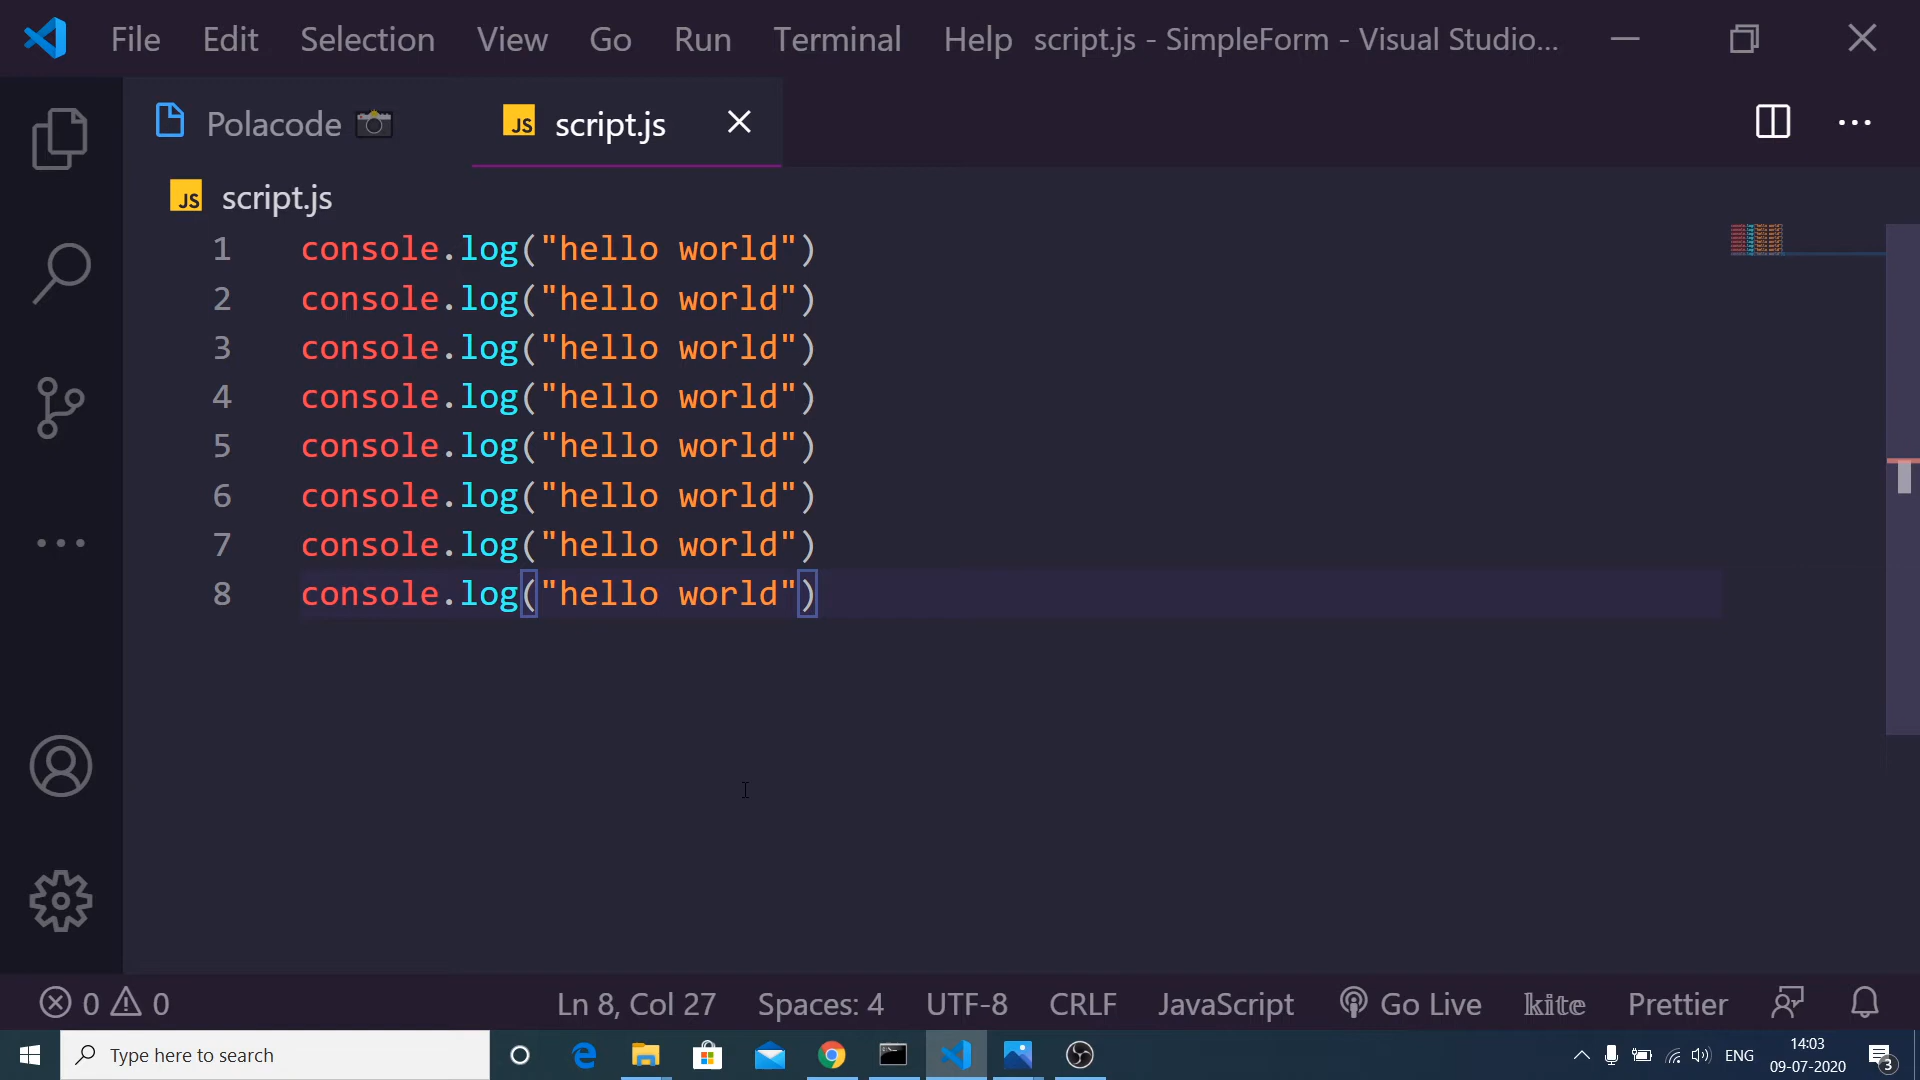 File Edit Selection View Go Run Terminal Help script.js - SimpleForm - Visual Studio...
Polacode JS script.js
JS script.js
1 console.log("hello world")
2 console.log("hello world")
3 console.log("hello world")
4 console.log("hello world")
5 console.log("hello world")
6 console.log("hello world")
7 console.log("hello world")
8 console.log("hello world")
0 0 Ln 8, Col 27 Spaces: 4 UTF-8 CRLF JavaScript Go Live kite Prettier
Type here to search ENG 14:03
09-07-2020 3